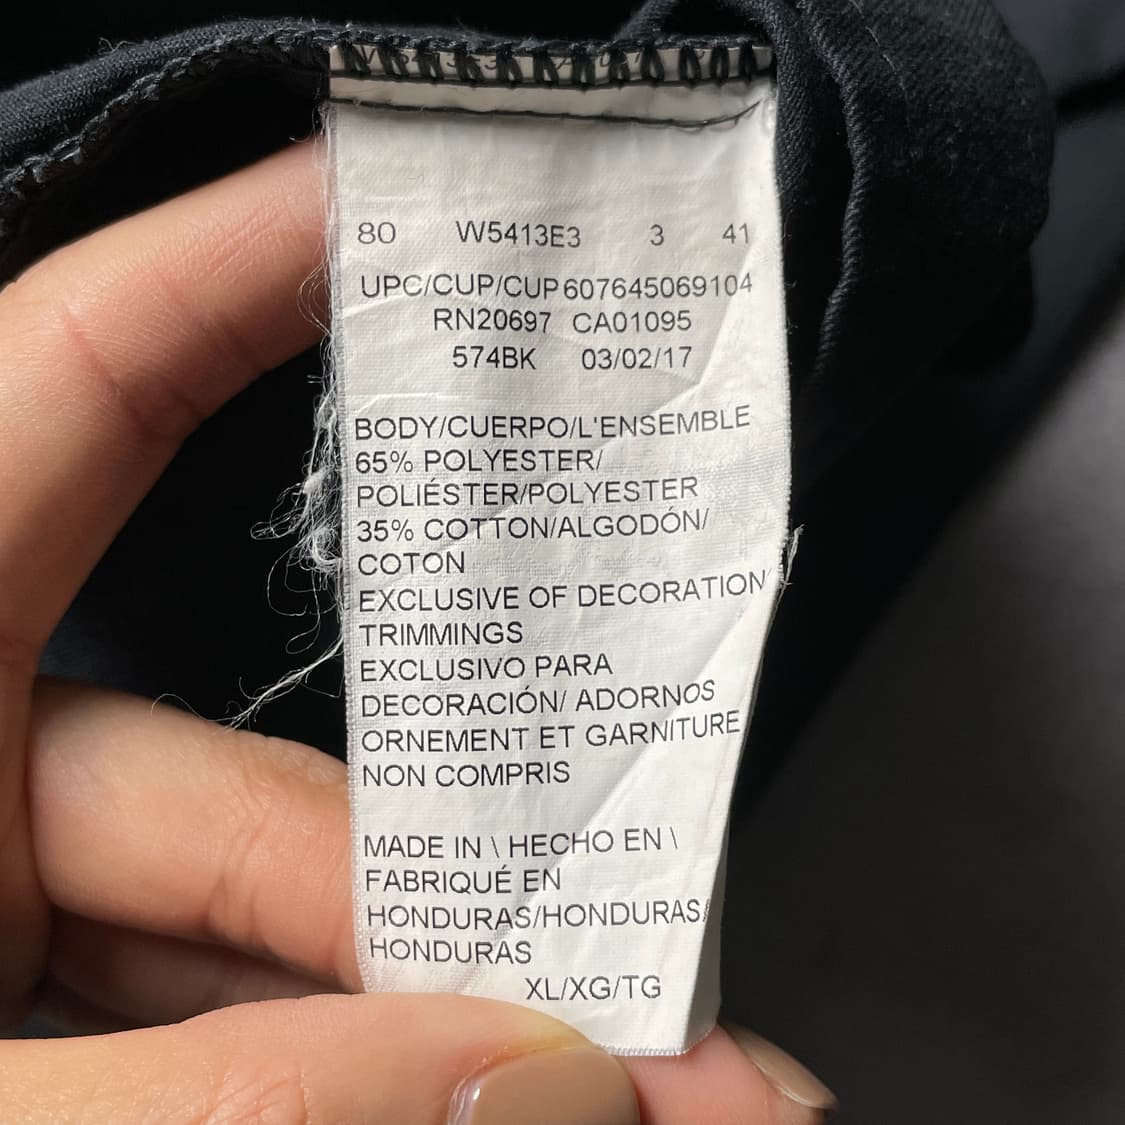 80 W5413E3 3 41
UPC/CUP/CUP 607645069104
RN20697 CA01095
574BK 03/02/17
BODY/CUERPO/L'ENSEMBLE
65% POLYESTER/
POLIÉSTER/POLYESTER
35% COTTON/ALGODÓN/
COTON
EXCLUSIVE OF DECORATION/
TRIMMINGS
EXCLUSIVO PARA
DECORACIÓN/ ADORNOS
ORNEMENT ET GARNITURE
NON COMPRIS
MADE IN \ HECHO EN \
FABRIQUÉ EN
HONDURAS/HONDURAS/
HONDURAS
XL/XG/TG